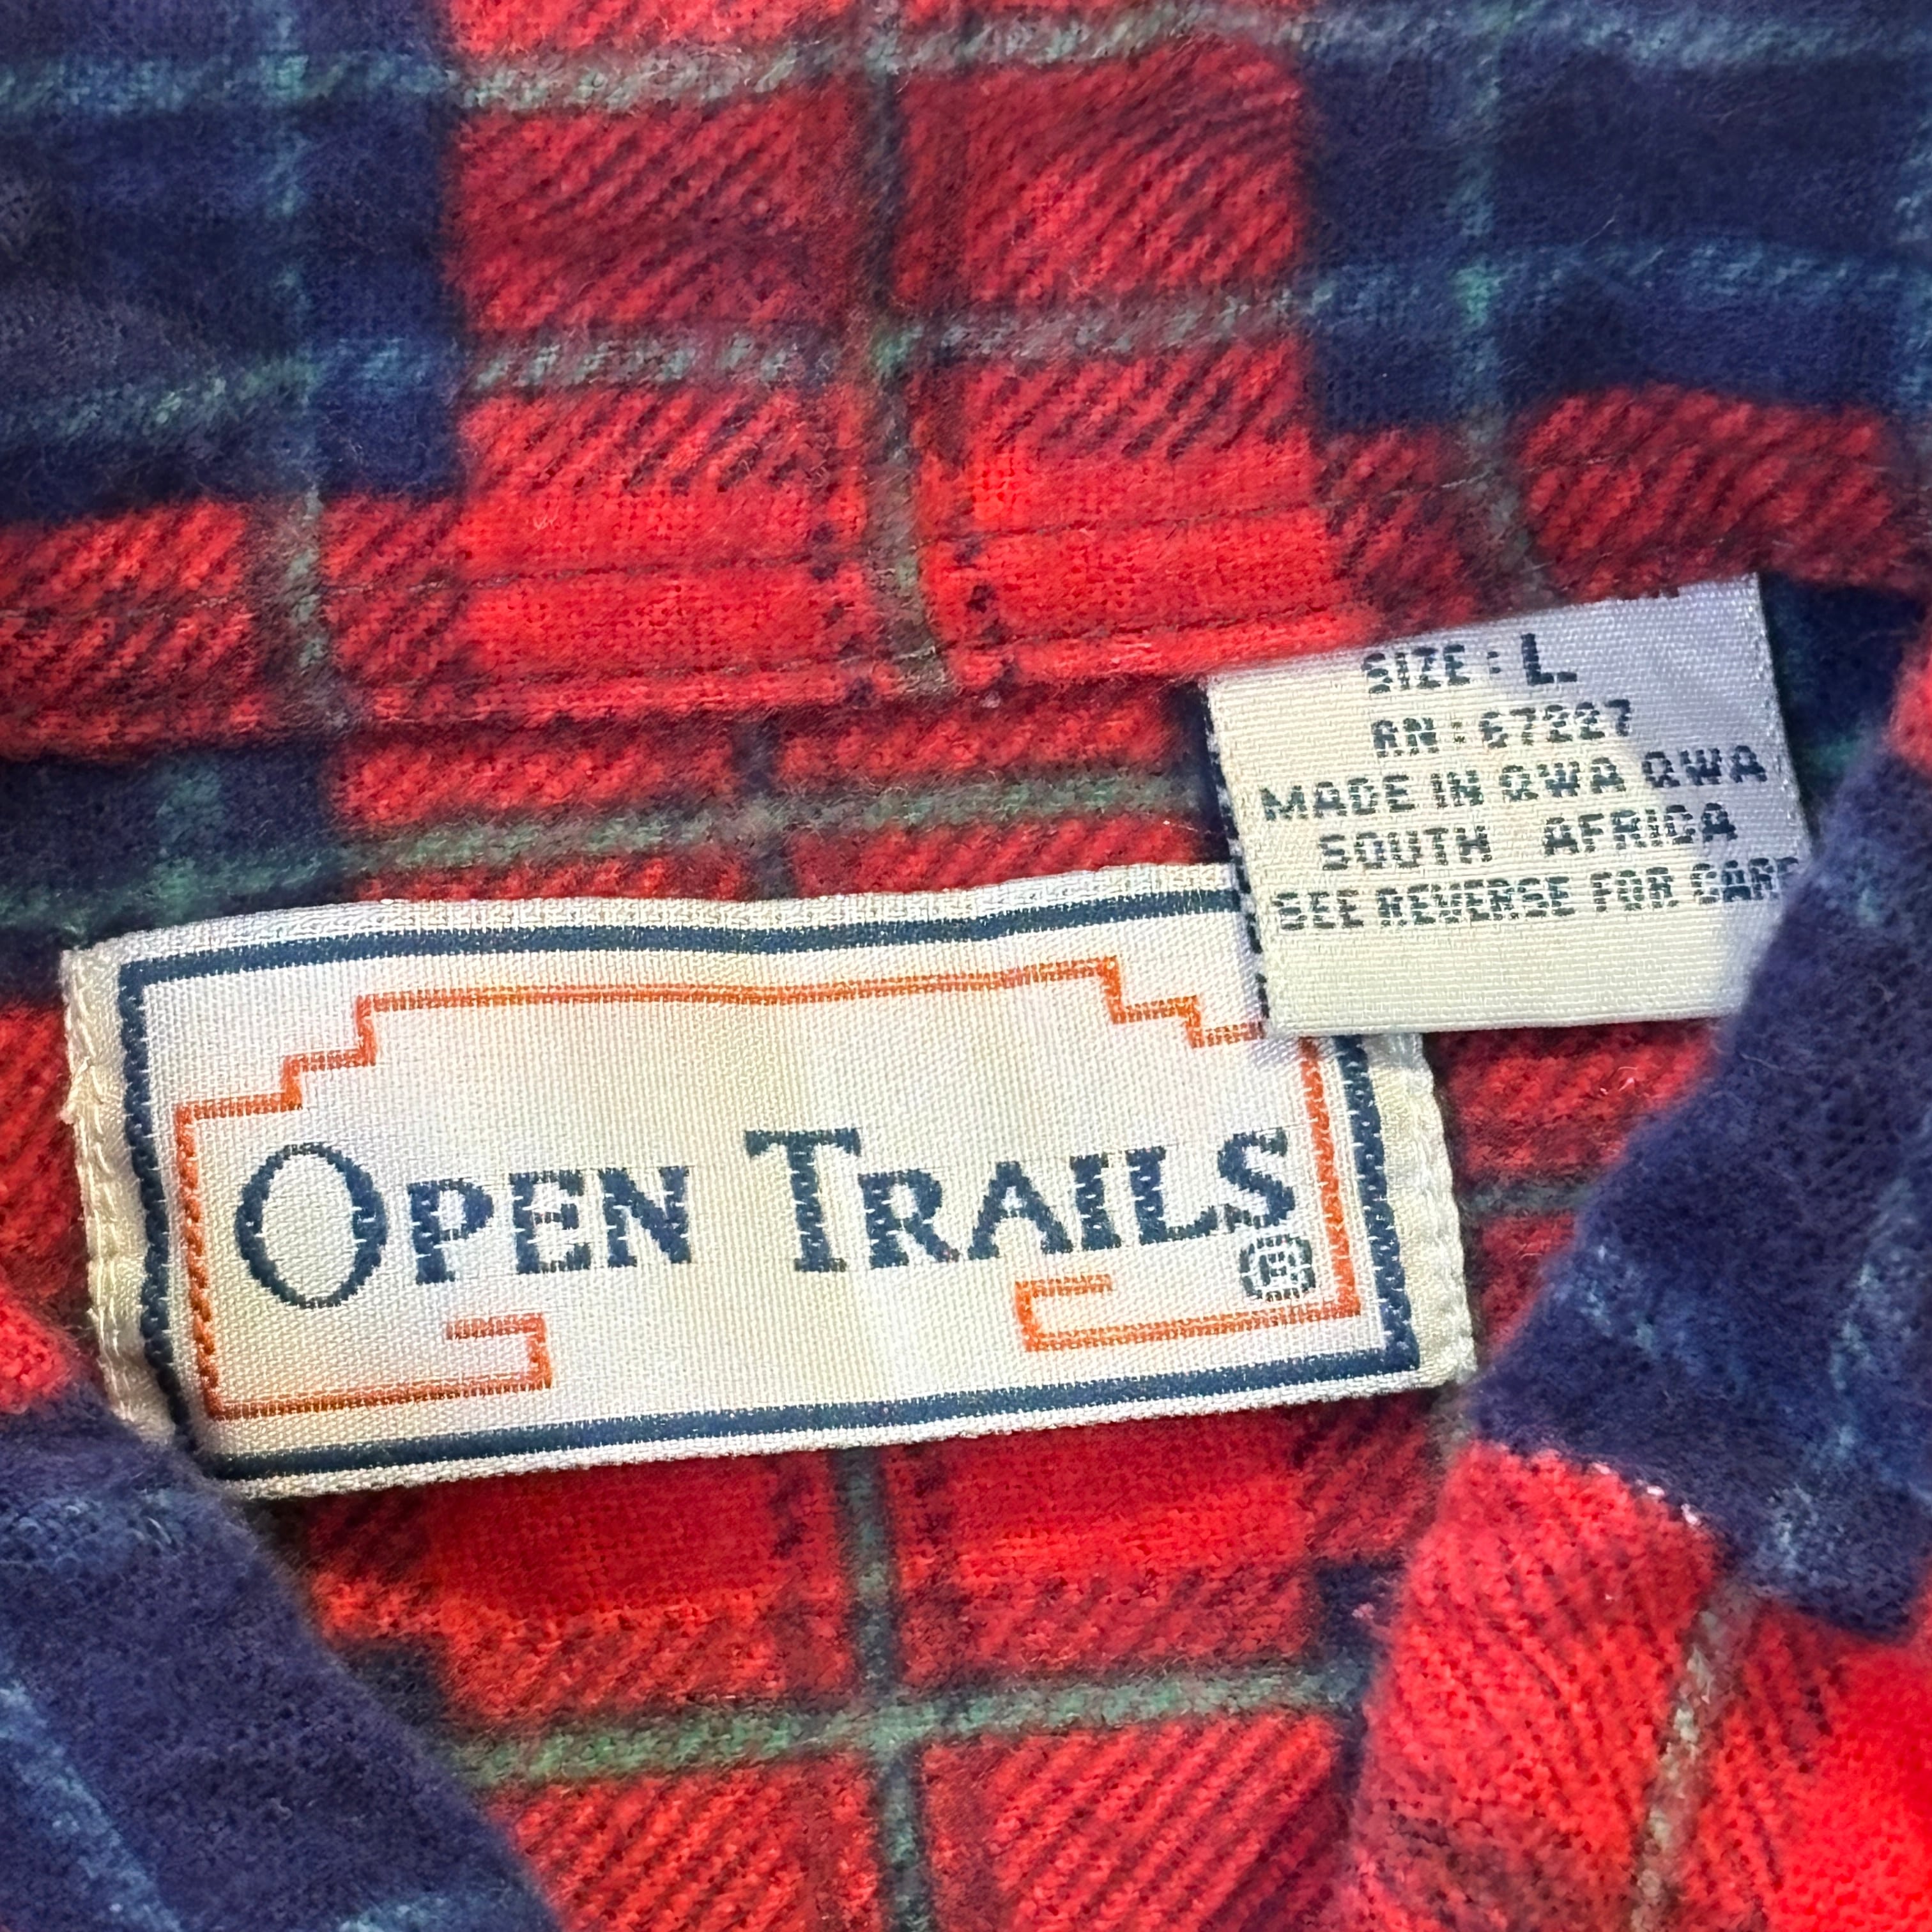 SIZE : L
RN : 67227
MADE IN QWA QWA
SOUTH AFRICA
SEE REVERSE FOR CARE
OPEN TRAILS ®